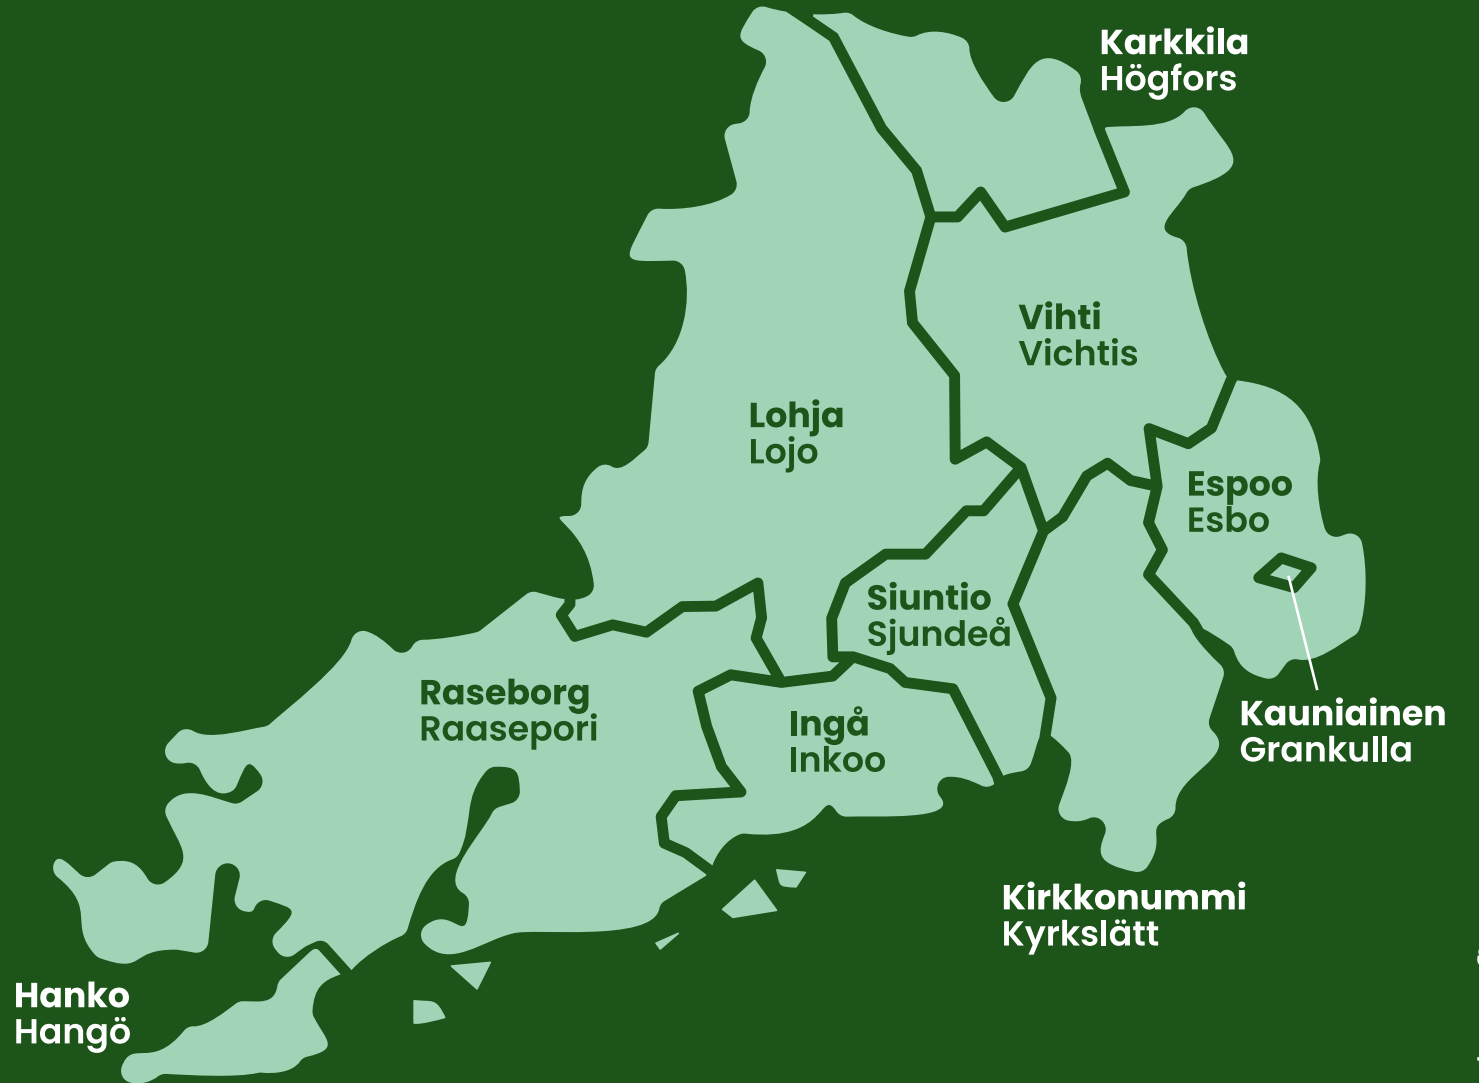 Karkkila
Högfors
Vihti
Vichtis
Lohja
Lojo
Espoo
Esbo
Siuntio
Sjundeå
Raseborg
Raasepori
Ingå
Inkoo
Kauniainen
Grankulla
Kirkkonummi
Kyrkslätt
Hanko
Hangö